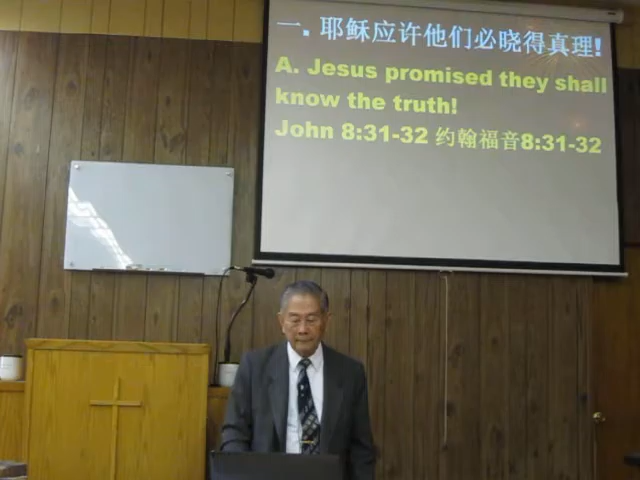 一. 耶稣应许他们必晓得真理!
A. Jesus promised they shall
know the truth!
John 8:31-32 约翰福音8:31-32